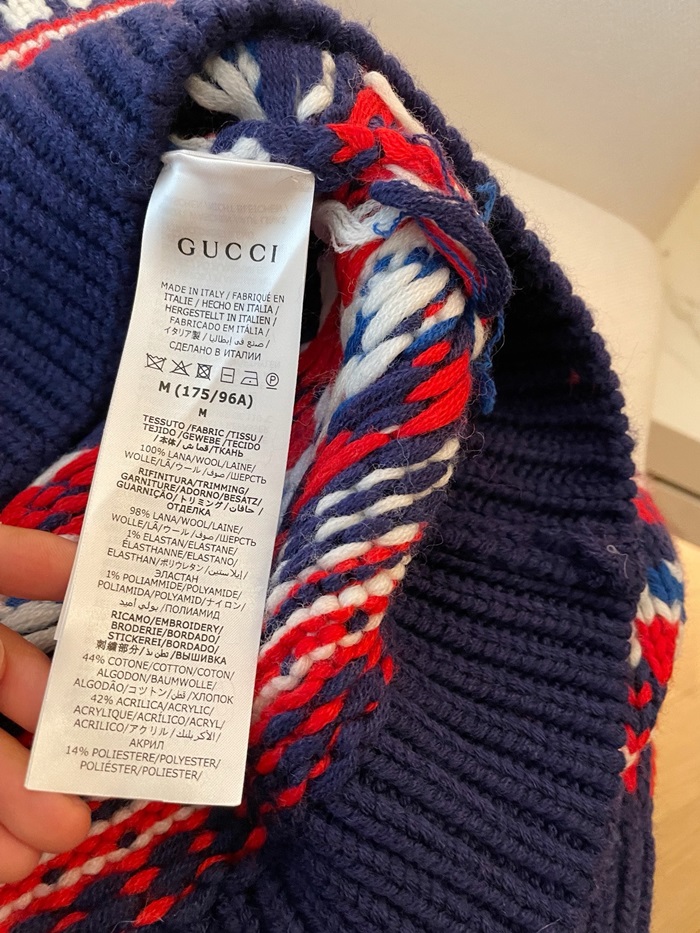 GUCCI
MADE IN ITALY / FABRIQUÉ EN
ITALIE / HECHO EN ITALIA /
HERGESTELLT IN ITALIEN /
FABRICADO EM ITÁLIA /
イタリア製 / صنع في إيطاليا /
СДЕЛАНО В ИТАЛИИ
P
M (175/96A)
M
TESSUTO/FABRIC/TISSU/
TEJIDO/GEWEBE/TECIDO
/本体/قماش/ТКАНЬ
100% LANA/WOOL/LAINE/
WOLLE/LÃ/ウール/صوف/ШЕРСТЬ
RIFINITURA/TRIMMING/
GARNITURE/ADORNO/BESATZ/
GUARNIÇÃO/トリミング/حافات/
ОТДЕЛКА
98% LANA/WOOL/LAINE/
WOLLE/LÃ/ウール/صوف/ШЕРСТЬ
1% ELASTAN/ELASTANE/
ÉLASTHANNE/ELASTANO/
ELASTHAN/ポリウレタン/إيلاستين/
ЭЛАСТАН
1% POLIAMMIDE/POLYAMIDE/
POLIAMIDA/POLYAMID/ナイロン/
بولي أميد/ПОЛИАМИД
RICAMO/EMBROIDERY/
BRODERIE/BORDADO/
STICKEREI/BORDADO/
刺繍部分/تطريز/ВЫШИВКА
44% COTONE/COTTON/COTON/
ALGODON/BAUMWOLLE/
ALGODÃO/コットン/قطن/ХЛОПОК
42% ACRILICA/ACRYLIC/
ACRYLIQUE/ACRÍLICO/ACRYL/
ACRÍLICO/アクリル/الأكريليك/
АКРИЛ
14% POLIESTERE/POLYESTER/
POLIÉSTER/POLIESTER/